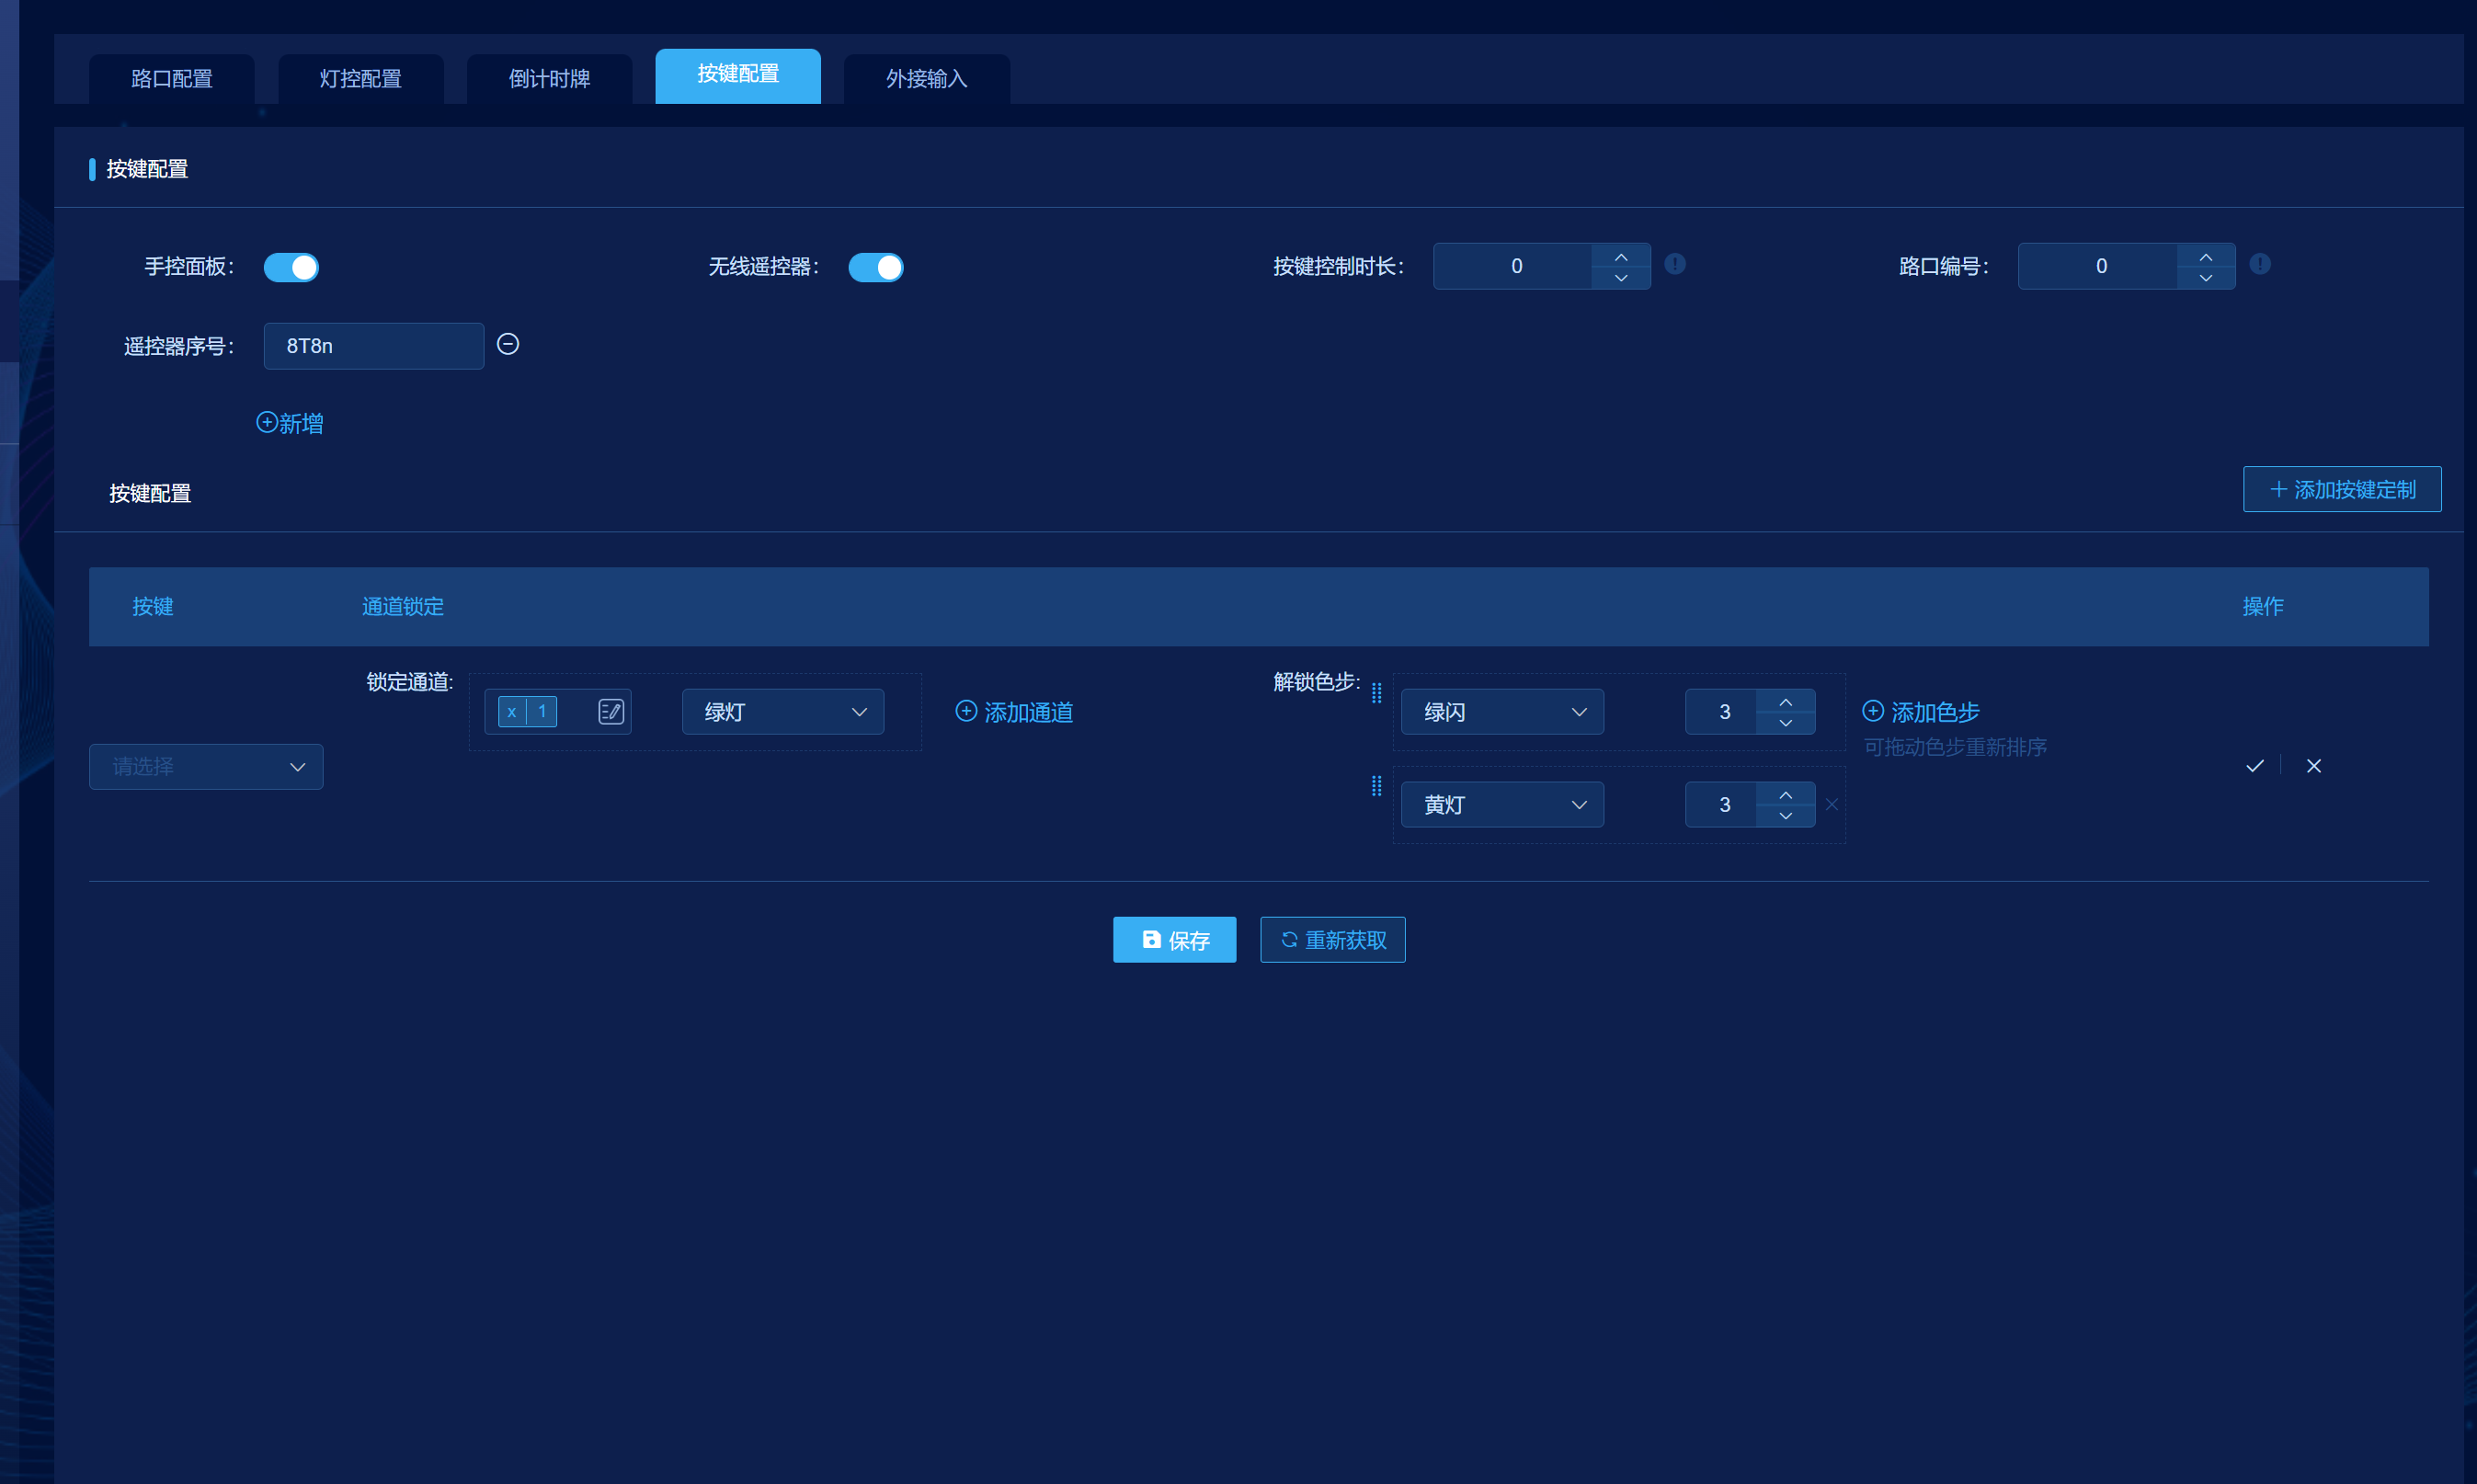 路口配置 灯控配置 倒计时牌 按键配置 外接输入
按键配置
手控面板： 无线遥控器： 按键控制时长： 0 路口编号： 0
遥控器序号： 8T8n
新增
按键配置 添加按键定制
按键 通道锁定 操作
锁定通道: x 1 绿灯 添加通道 解锁色步: 绿闪 3 添加色步
可拖动色步重新排序
请选择
黄灯 3
保存 重新获取